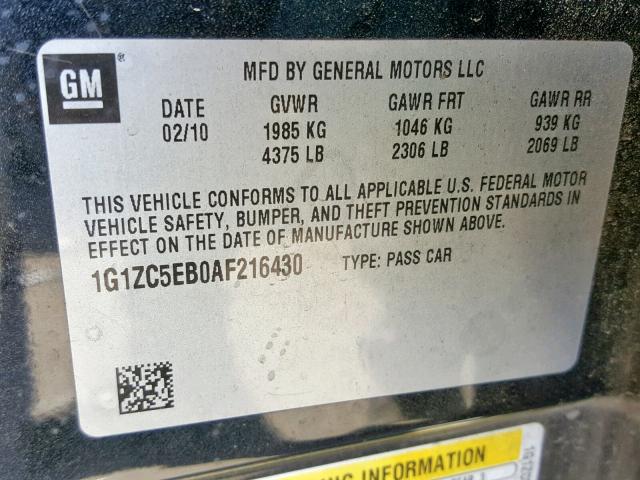 GM
MFD BY GENERAL MOTORS LLC
DATE GVWR GAWR FRT GAWR RR
02/10 1985 KG 1046 KG 939 KG
4375 LB 2306 LB 2069 LB
THIS VEHICLE CONFORMS TO ALL APPLICABLE U.S. FEDERAL MOTOR
VEHICLE SAFETY, BUMPER, AND THEFT PREVENTION STANDARDS IN
EFFECT ON THE DATE OF MANUFACTURE SHOWN ABOVE.
1G1ZC5EB0AF216430 TYPE: PASS CAR
INFORMATION